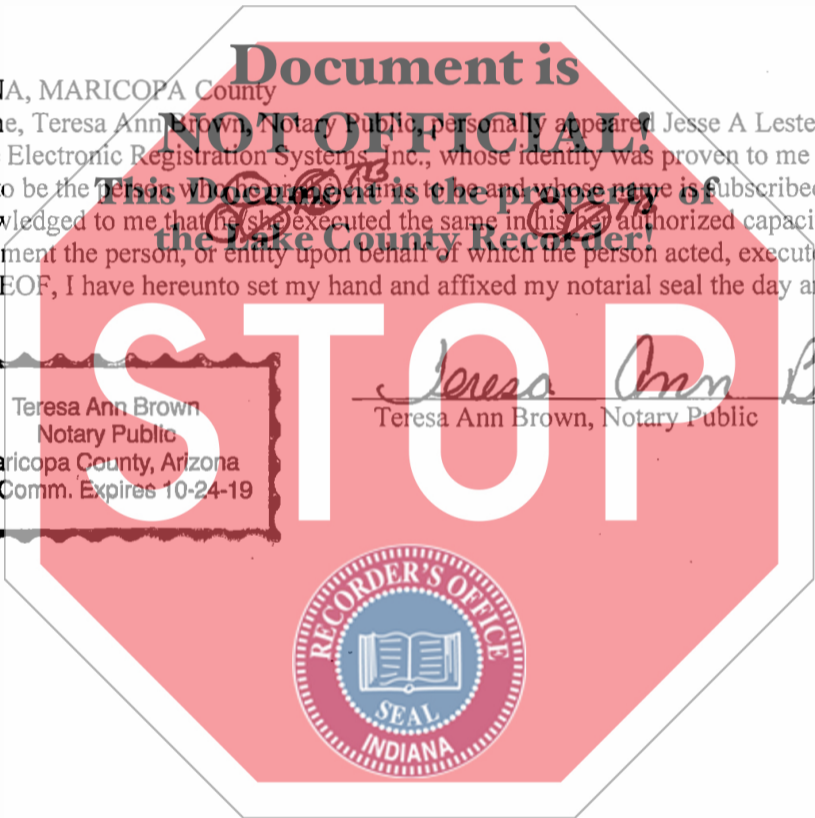 Document is
NA, MARICOPA County
e, Teresa Ann Brown, Notary Public, personally appeared Jesse A Leste
NOT OFFICIAL!
Electronic Registration Systems, Inc., whose identity was proven to me
o be the person who he claims to be and whose name is subscribed
This Document is the property of
wledged to me that he she executed the same his authorized capaci
the Lake County Recorder!
ment the person, or entity upon behalf of which the person acted, execute
EOF, I have hereunto set my hand and affixed my notarial seal the day a
STOP
Teresa Ann B
Teresa Ann Brown, Notary Public
Teresa Ann Brown
Notary Public
aricopa County, Arizona
Comm. Expires 10-24-19
RECORDER'S OFFICE
SEAL
INDIANA